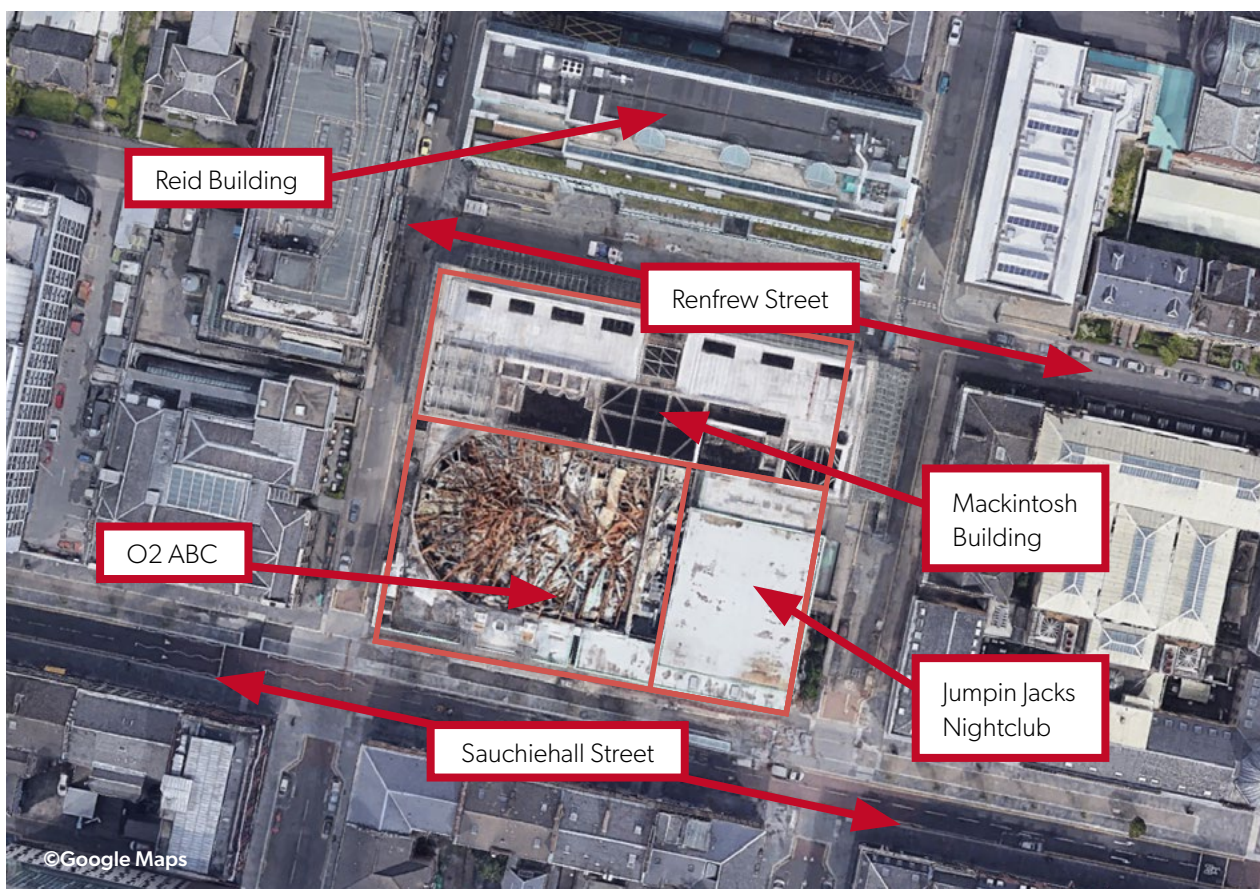 Reid Building
Renfrew Street
Mackintosh
Building
O2 ABC
Jumpin Jacks
Nightclub
Sauchiehall Street
©Google Maps